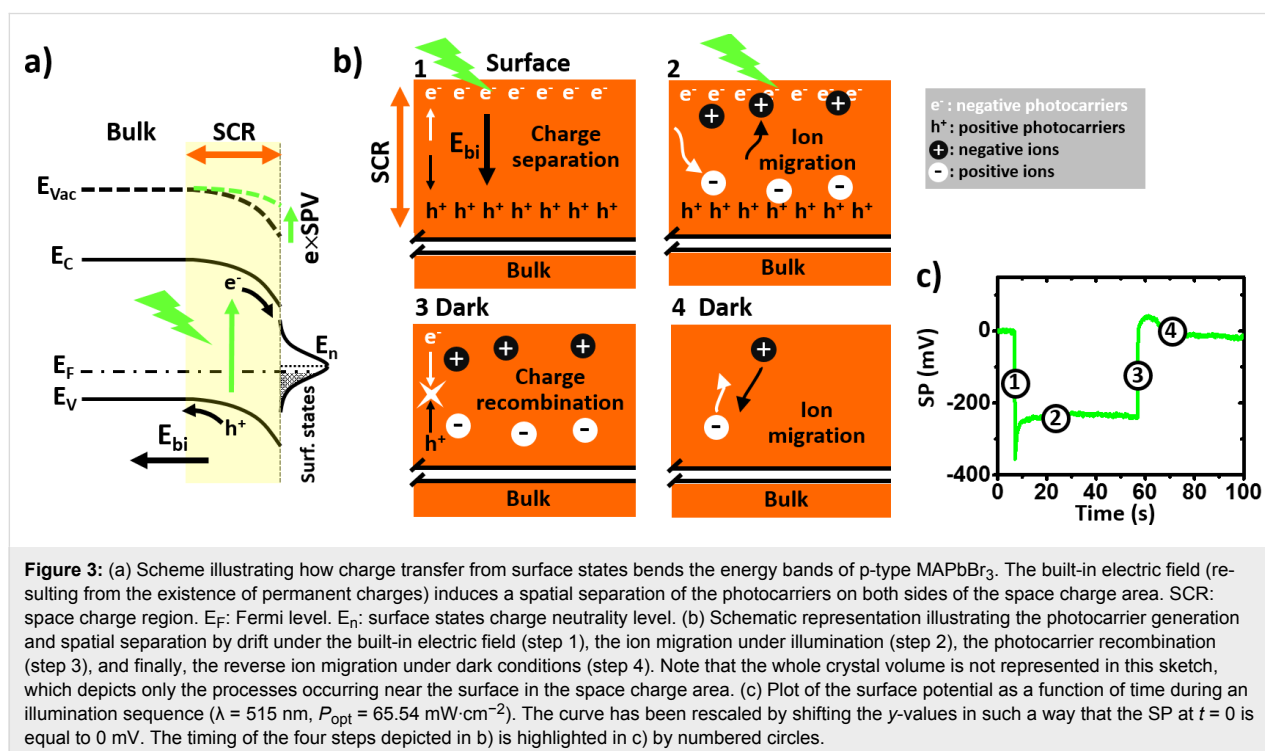 a)
Bulk SCR
E_Vac
e×SPV
E_C
e⁻
E_n
E_F
E_V
h⁺
E_bi
Surf. states
b)
1 Surface
e⁻ e⁻ e⁻ e⁻ e⁻ e⁻ e⁻
SCR
E_bi
Charge
separation
h⁺ h⁺ h⁺ h⁺ h⁺ h⁺ h⁺
Bulk
2
e⁻ e⁻ e⁻ e⁻ e⁻ e⁻ e⁻
+ + +
Ion
migration
- - -
h⁺ h⁺ h⁺ h⁺ h⁺ h⁺ h⁺
Bulk
e⁻: negative photocarriers
h⁺: positive photocarriers
+: negative ions
-: positive ions
3 Dark
e⁻
+ + +
Charge
recombination
- - -
h⁺
Bulk
4 Dark
+
-
Ion
migration
Bulk
c)
SP (mV)
0
-200
-400
1
2
3
4
0 20 40 60 80 100
Time (s)
Figure 3: (a) Scheme illustrating how charge transfer from surface states bends the energy bands of p-type MAPbBr₃. The built-in electric field (re-
sulting from the existence of permanent charges) induces a spatial separation of the photocarriers on both sides of the space charge area. SCR:
space charge region. E_F: Fermi level. E_n: surface states charge neutrality level. (b) Schematic representation illustrating the photocarrier generation
and spatial separation by drift under the built-in electric field (step 1), the ion migration under illumination (step 2), the photocarrier recombination
(step 3), and finally, the reverse ion migration under dark conditions (step 4). Note that the whole crystal volume is not represented in this sketch,
which depicts only the processes occurring near the surface in the space charge area. (c) Plot of the surface potential as a function of time during an
illumination sequence (λ = 515 nm, P_opt = 65.54 mW·cm⁻²). The curve has been rescaled by shifting the y-values in such a way that the SP at t = 0 is
equal to 0 mV. The timing of the four steps depicted in b) is highlighted in c) by numbered circles.